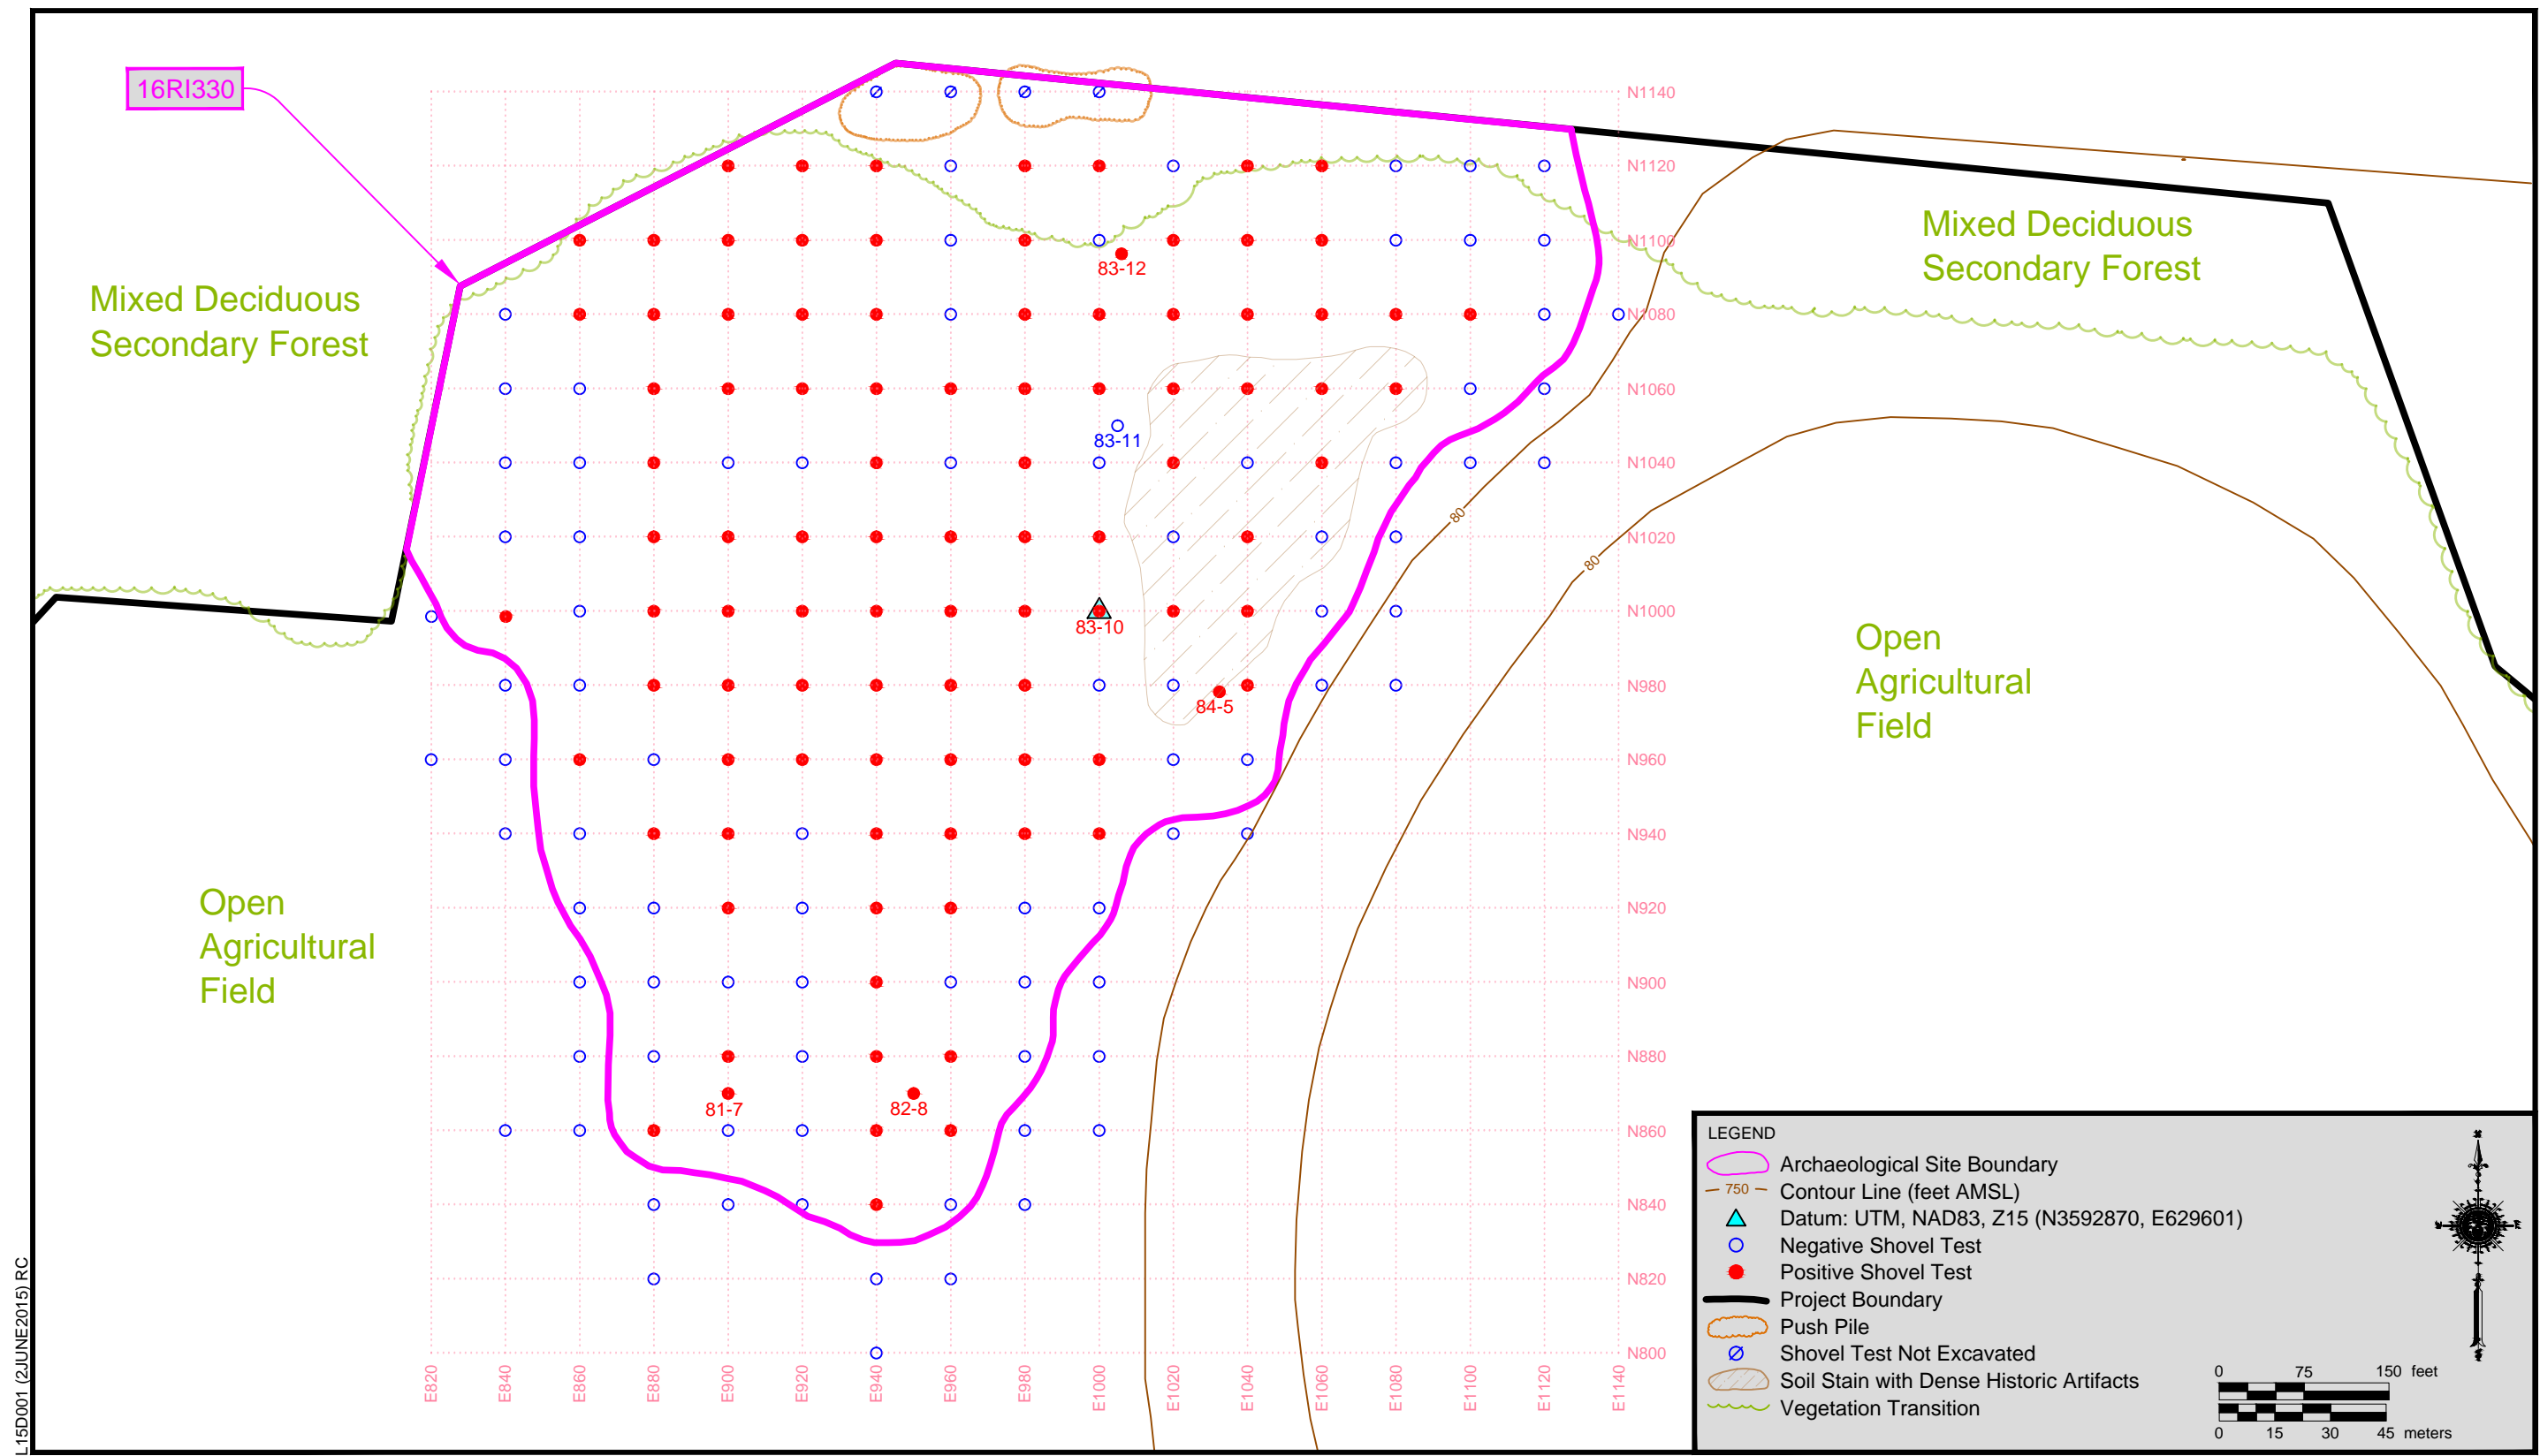 16RI330
N1140
N1120
Mixed Deciduous
Secondary Forest
N1100
83-12
Mixed Deciduous
Secondary Forest
N1080
N1060
83-11
N1040
80
N1020
80
N1000
83-10
Open
Agricultural
Field
N980
84-5
N960
N940
Open
Agricultural
Field
N920
N900
N880
81-7
82-8
N860
N840
N820
N800
E820
E840
E860
E880
E900
E920
E940
E960
E980
E1000
E1020
E1040
E1060
E1080
E1100
E1120
E1140
LEGEND
Archaeological Site Boundary
750 Contour Line (feet AMSL)
Datum: UTM, NAD83, Z15 (N3592870, E629601)
Negative Shovel Test
Positive Shovel Test
Project Boundary
Push Pile
Shovel Test Not Excavated
Soil Stain with Dense Historic Artifacts
Vegetation Transition
0 75 150 feet
0 15 30 45 meters
L15D001 (2JUNE2015) RC